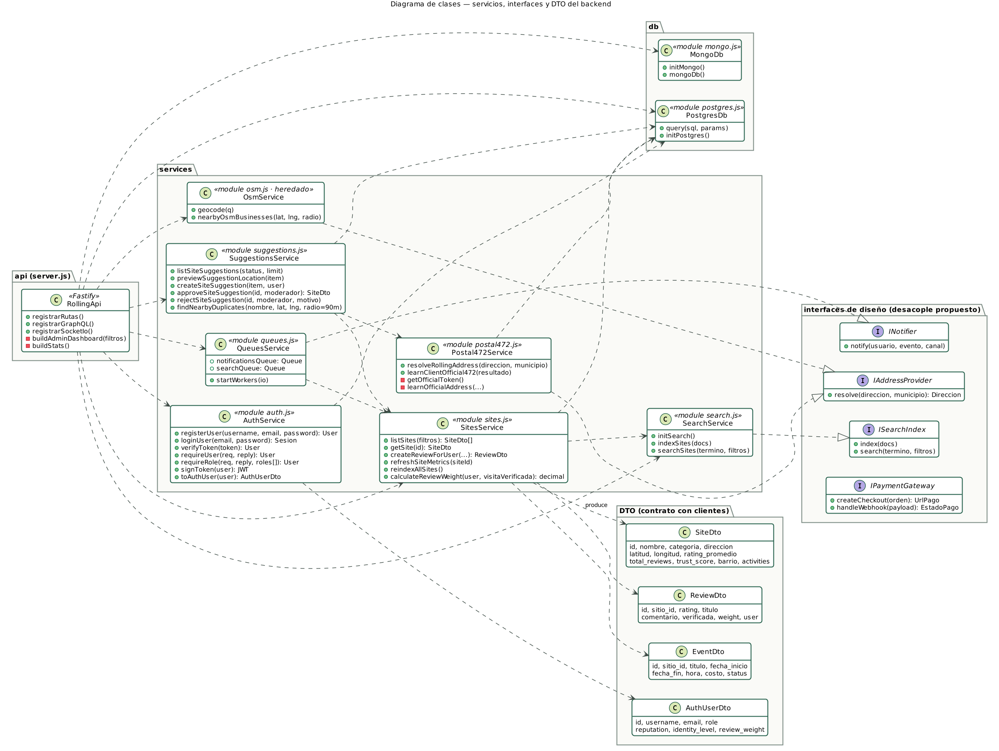 Diagrama de clases — servicios, interfaces y DTO del backend
db
«module mongo.js»
C
MongoDb
initMongo()
mongoDb()
«module postgres.js»
C
PostgresDb
query(sql, params)
initPostgres()
services
«module osm.js · heredado»
C
OsmService
geocode(q)
nearbyOsmBusinesses(lat, lng, radio)
«module suggestions.js»
C
SuggestionsService
listSiteSuggestions(status, limit)
previewSuggestionLocation(item)
createSiteSuggestion(item, user)
approveSiteSuggestion(id, moderador): SiteDto
rejectSiteSuggestion(id, moderador, motivo)
findNearbyDuplicates(nombre, lat, lng, radio=90m)
api (server.js)
«Fastify»
C
RollingApi
registrarRutas()
registrarGraphQL()
registrarSocketIo()
buildAdminDashboard(filtros)
buildStats()
«module queues.js»
C
QueuesService
notificationsQueue: Queue
searchQueue: Queue
startWorkers(io)
«module postal472.js»
C
Postal472Service
resolveRollingAddress(direccion, municipio)
learnClientOfficial472(resultado)
getOfficialToken()
learnOfficialAddress(...)
«module auth.js»
C
AuthService
registerUser(username, email, password): User
loginUser(email, password): Sesion
verifyToken(token): User
requireUser(req, reply): User
requireRole(req, reply, roles[]): User
signToken(user): JWT
toAuthUser(user): AuthUserDto
«module sites.js»
C
SitesService
listSites(filtros): SiteDto[]
getSite(id): SiteDto
createReviewForUser(...): ReviewDto
refreshSiteMetrics(siteId)
reindexAllSites()
calculateReviewWeight(user, visitaVerificada): decimal
«module search.js»
C
SearchService
initSearch()
indexSites(docs)
searchSites(termino, filtros)
interfaces de diseño (desacople propuesto)
I
INotifier
notify(usuario, evento, canal)
I
IAddressProvider
resolve(direccion, municipio): Direccion
I
ISearchIndex
index(docs)
search(termino, filtros)
I
IPaymentGateway
createCheckout(orden): UrlPago
handleWebhook(payload): EstadoPago
produce
DTO (contrato con clientes)
C
SiteDto
id, nombre, categoria, direccion
latitud, longitud, rating_promedio
total_reviews, trust_score, barrio, activities
C
ReviewDto
id, sitio_id, rating, titulo
comentario, verificada, weight, user
C
EventDto
id, sitio_id, titulo, fecha_inicio
fecha_fin, hora, costo, status
C
AuthUserDto
id, username, email, role
reputation, identity_level, review_weight